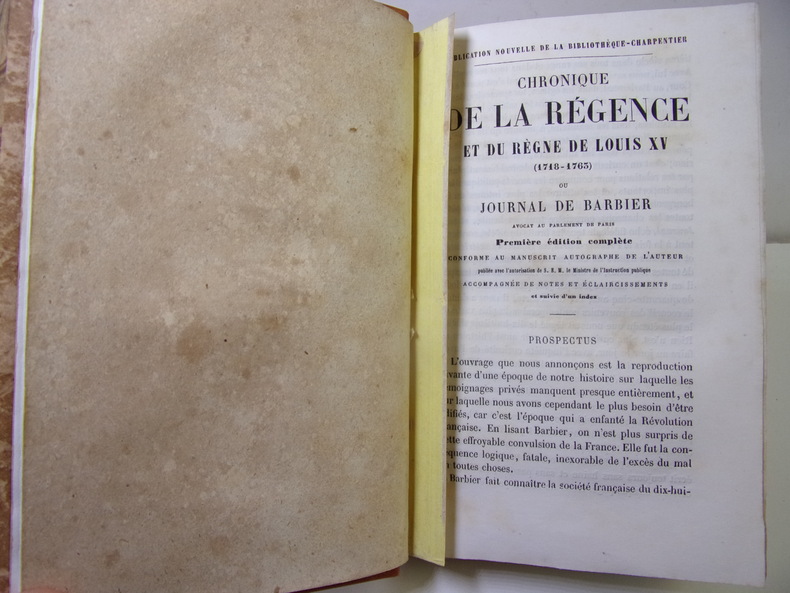 BLICATION NOUVELLE DE LA BIBLIOTHÈQUE-CHARPENTIER
CHRONIQUE
DE LA RÉGENCE
ET DU RÈGNE DE LOUIS XV
(1718-1763)
OU
JOURNAL DE BARBIER
AVOCAT AU PARLEMENT DE PARIS
Première édition complète
CONFORME AU MANUSCRIT AUTOGRAPHE DE L'AUTEUR
publiée avec l'autorisation de S. E. M. le Ministre de l'Instruction publique
ACCOMPAGNÉE DE NOTES ET ÉCLAIRCISSEMENTS
et suivie d'un index
PROSPECTUS
L'ouvrage que nous annonçons est la reproduction
vante d'une époque de notre histoire sur laquelle les
moignages privés manquent presque entièrement, et
r laquelle nous avons cependant le plus besoin d'être
lifiés, car c'est l'époque qui a enfanté la Révolution
ançaise. En lisant Barbier, on n'est plus surpris de
tte effroyable convulsion de la France. Elle fut la con-
quence logique, fatale, inexorable de l'excès du mal
toutes choses.
Barbier fait connaître la société française du dix-hui-